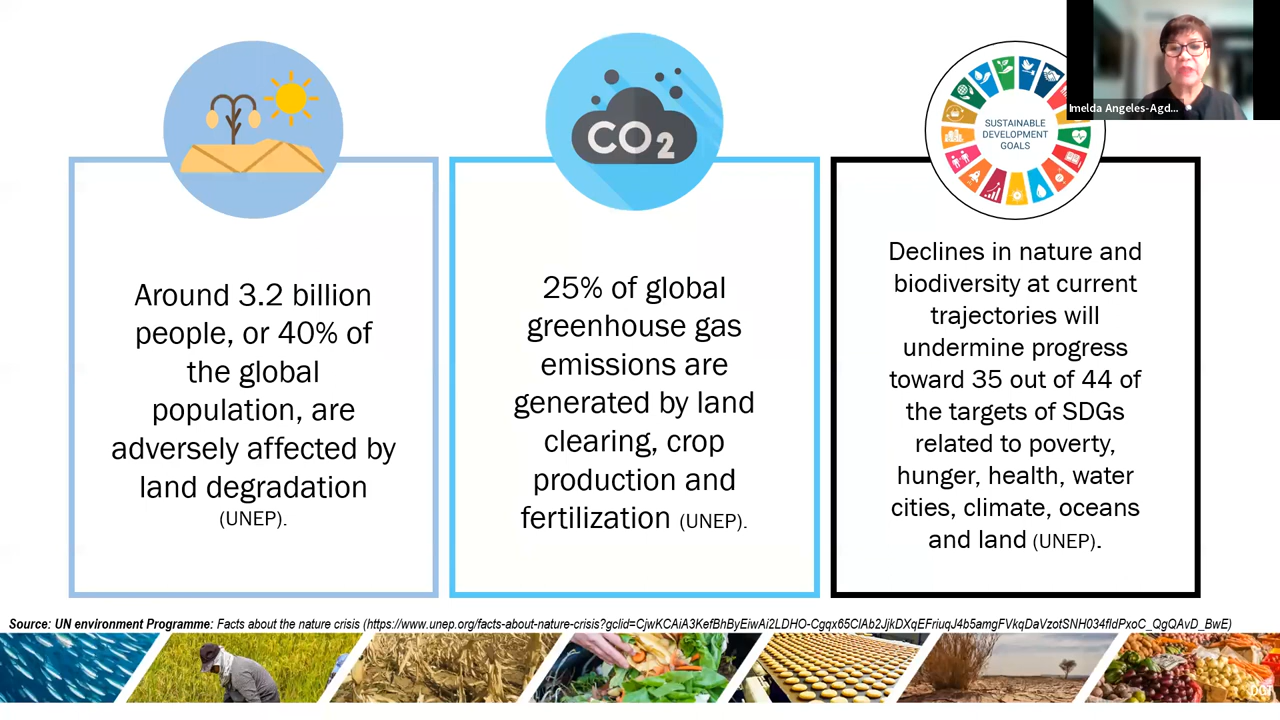 Imelda Angeles-Agd...
CO2
SUSTAINABLE
DEVELOPMENT
GOALS
Around 3.2 billion
people, or 40% of
the global
population, are
adversely affected by
land degradation
(UNEP).
25% of global
greenhouse gas
emissions are
generated by land
clearing, crop
production and
fertilization (UNEP).
Declines in nature and
biodiversity at current
trajectories will
undermine progress
toward 35 out of 44 of
the targets of SDGs
related to poverty,
hunger, health, water
cities, climate, oceans
and land (UNEP).
Source: UN environment Programme: Facts about the nature crisis (https://www.unep.org/facts-about-nature-crisis?gclid=CjwKCAiA3KefBhByEiwAi2LDHO-Cgqx65ClAb2JjkDXqEFriuqJ4b5amgFVkqDaVzotSNH034fIdPxoC_QgQAvD_BwE)